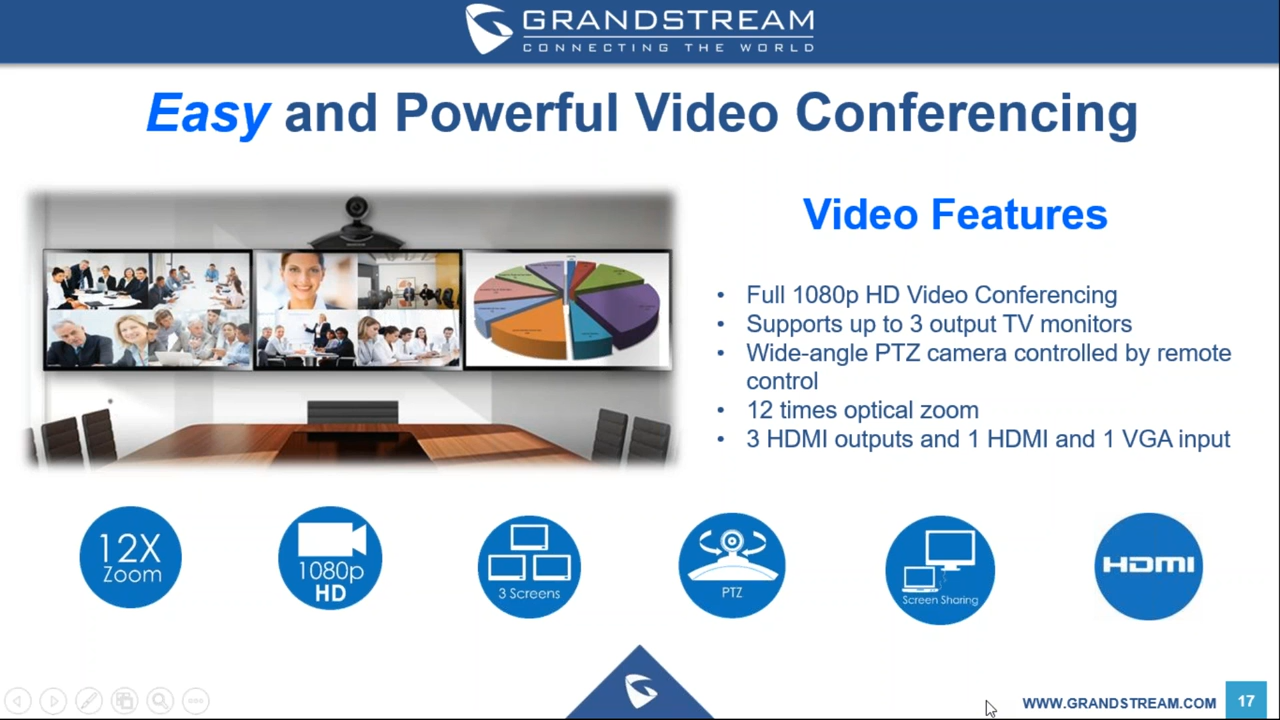 GRANDSTREAM
CONNECTING THE WORLD
Easy and Powerful Video Conferencing
Video Features
• Full 1080p HD Video Conferencing
• Supports up to 3 output TV monitors
• Wide-angle PTZ camera controlled by remote
control
• 12 times optical zoom
• 3 HDMI outputs and 1 HDMI and 1 VGA input
12X
Zoom
1080p
HD
3 Screens
PTZ
Screen Sharing
HDMI
WWW.GRANDSTREAM.COM
17